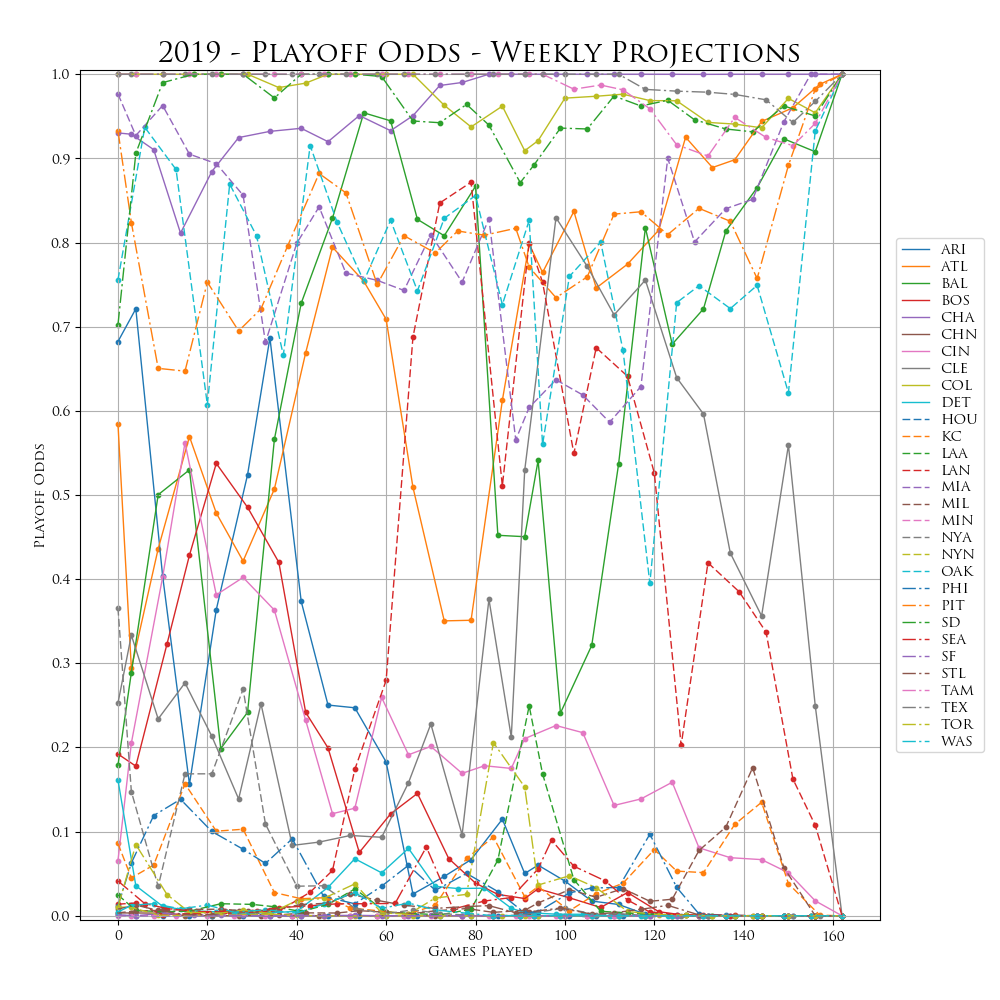 2019 - Playoff Odds - Weekly Projections
1.0
0.9
0.8
0.7
0.6
0.5
0.4
0.3
0.2
0.1
0.0
Playoff Odds
0 20 40 60 80 100 120 140 160
Games Played
ARI
ATL
BAL
BOS
CHA
CHN
CIN
CLE
COL
DET
HOU
KC
LAA
LAN
MIA
MIL
MIN
NYA
NYN
OAK
PHI
PIT
SD
SEA
SF
STL
TAM
TEX
TOR
WAS